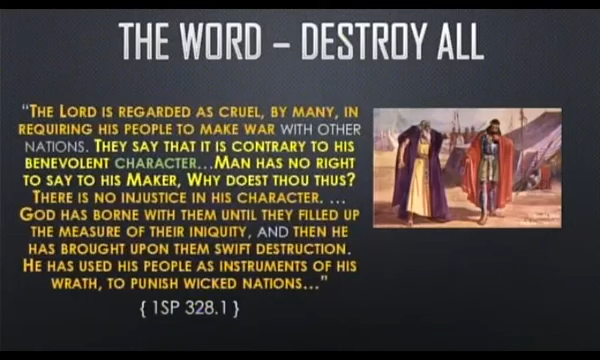 THE WORD – DESTROY ALL
"THE LORD IS REGARDED AS CRUEL, BY MANY, IN
REQUIRING HIS PEOPLE TO MAKE WAR WITH OTHER
NATIONS. THEY SAY THAT IT IS CONTRARY TO HIS
BENEVOLENT CHARACTER...MAN HAS NO RIGHT
TO SAY TO HIS MAKER, WHY DOEST THOU THUS?
THERE IS NO INJUSTICE IN HIS CHARACTER. ...
GOD HAS BORNE WITH THEM UNTIL THEY FILLED UP
THE MEASURE OF THEIR INIQUITY, AND THEN HE
HAS BROUGHT UPON THEM SWIFT DESTRUCTION.
HE HAS USED HIS PEOPLE AS INSTRUMENTS OF HIS
WRATH, TO PUNISH WICKED NATIONS..."
{ 1SP 328.1 }